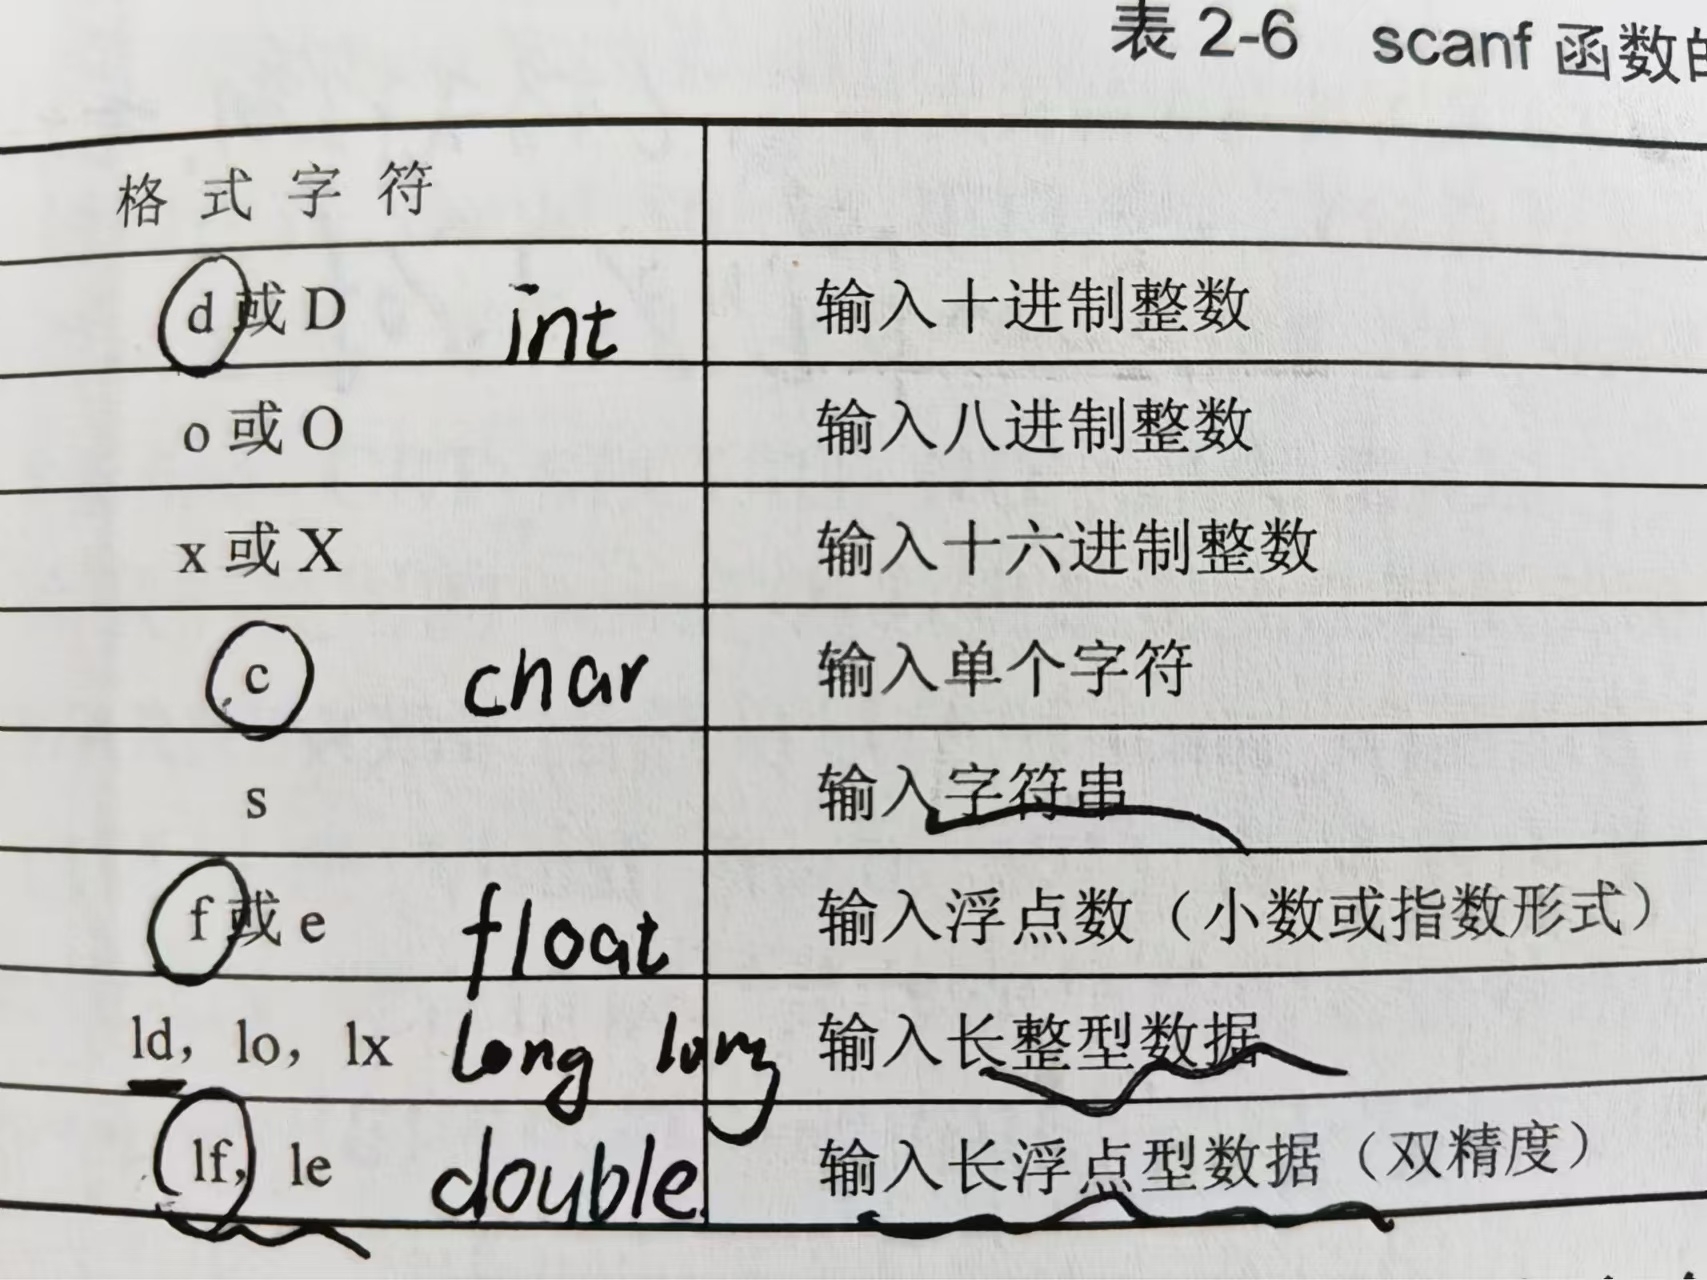 表 2-6 scanf 函数的
格 式 字 符
d 或 D int 输入十进制整数
o 或 O 输入八进制整数
x 或 X 输入十六进制整数
c char 输入单个字符
s 输入字符串
f 或 e float 输入浮点数（小数或指数形式）
ld， lo， lx long long 输入长整型数据
lf， le double 输入长浮点型数据（双精度）